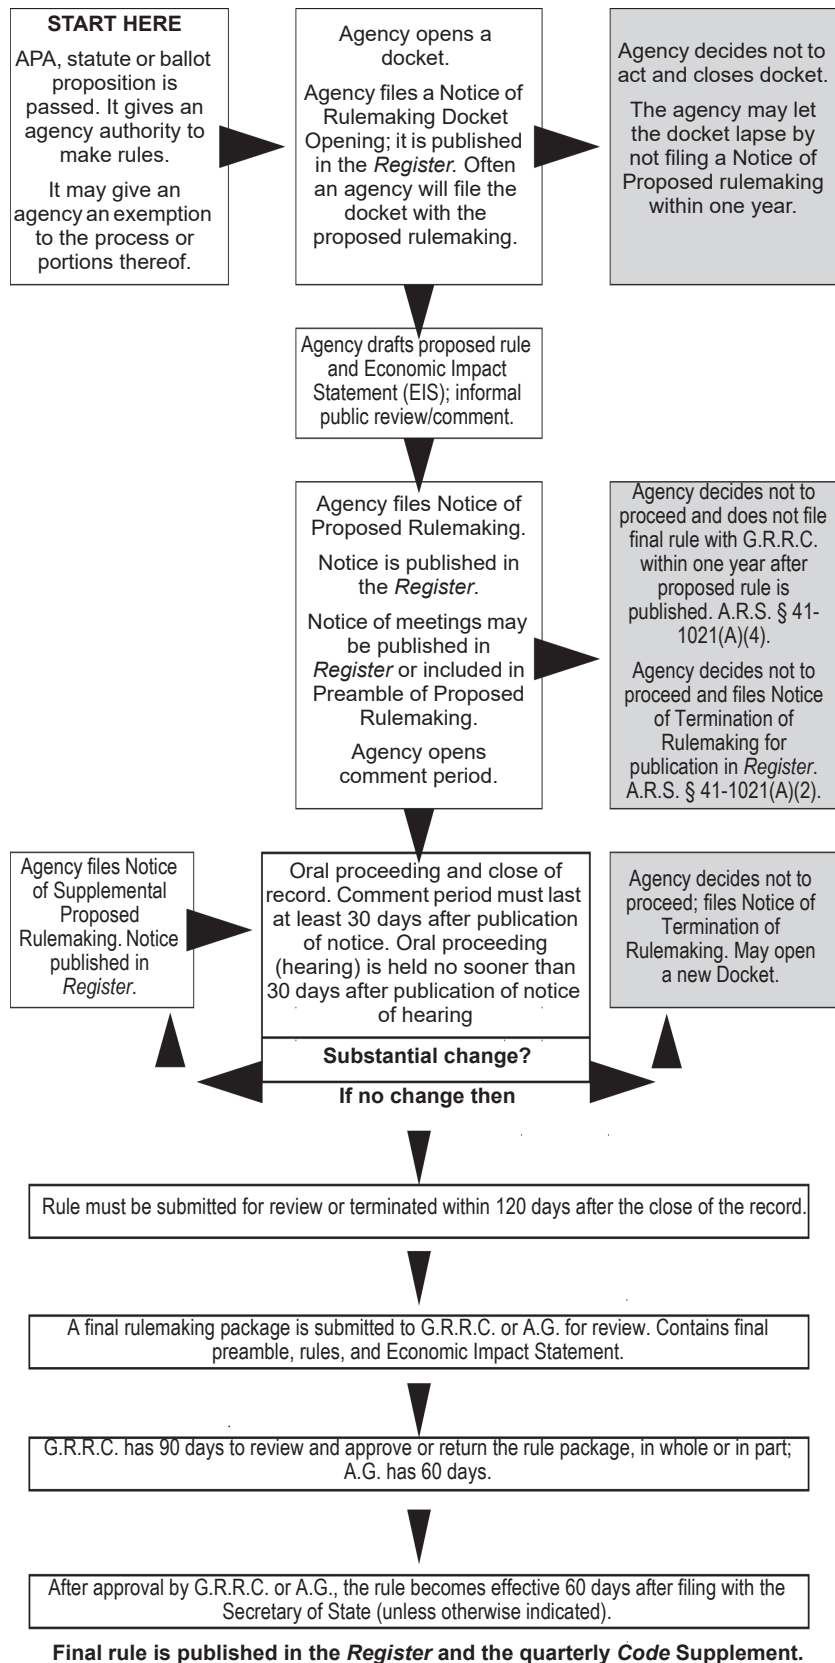 START HERE
APA, statute or ballot
proposition is
passed. It gives an
agency authority to
make rules.
It may give an
agency an exemption
to the process or
portions thereof.
Agency opens a
docket.
Agency files a Notice of
Rulemaking Docket
Opening; it is published
in the Register. Often
an agency will file the
docket with the
proposed rulemaking.
Agency decides not to
act and closes docket.
The agency may let
the docket lapse by
not filing a Notice of
Proposed rulemaking
within one year.
Agency drafts proposed rule
and Economic Impact
Statement (EIS); informal
public review/comment.
Agency files Notice of
Proposed Rulemaking.
Notice is published in
the Register.
Notice of meetings may
be published in
Register or included in
Preamble of Proposed
Rulemaking.
Agency opens
comment period.
Agency decides not to
proceed and does not file
final rule with G.R.R.C.
within one year after
proposed rule is
published. A.R.S. § 41-
1021(A)(4).
Agency decides not to
proceed and files Notice
of Termination of
Rulemaking for
publication in Register.
A.R.S. § 41-1021(A)(2).
Agency files Notice
of Supplemental
Proposed
Rulemaking. Notice
published in
Register.
Oral proceeding and close of
record. Comment period must last
at least 30 days after publication
of notice. Oral proceeding
(hearing) is held no sooner than
30 days after publication of notice
of hearing
Agency decides not to
proceed; files Notice of
Termination of
Rulemaking. May open
a new Docket.
Substantial change?
If no change then
Rule must be submitted for review or terminated within 120 days after the close of the record.
A final rulemaking package is submitted to G.R.R.C. or A.G. for review. Contains final
preamble, rules, and Economic Impact Statement.
G.R.R.C. has 90 days to review and approve or return the rule package, in whole or in part;
A.G. has 60 days.
After approval by G.R.R.C. or A.G., the rule becomes effective 60 days after filing with the
Secretary of State (unless otherwise indicated).
Final rule is published in the Register and the quarterly Code Supplement.